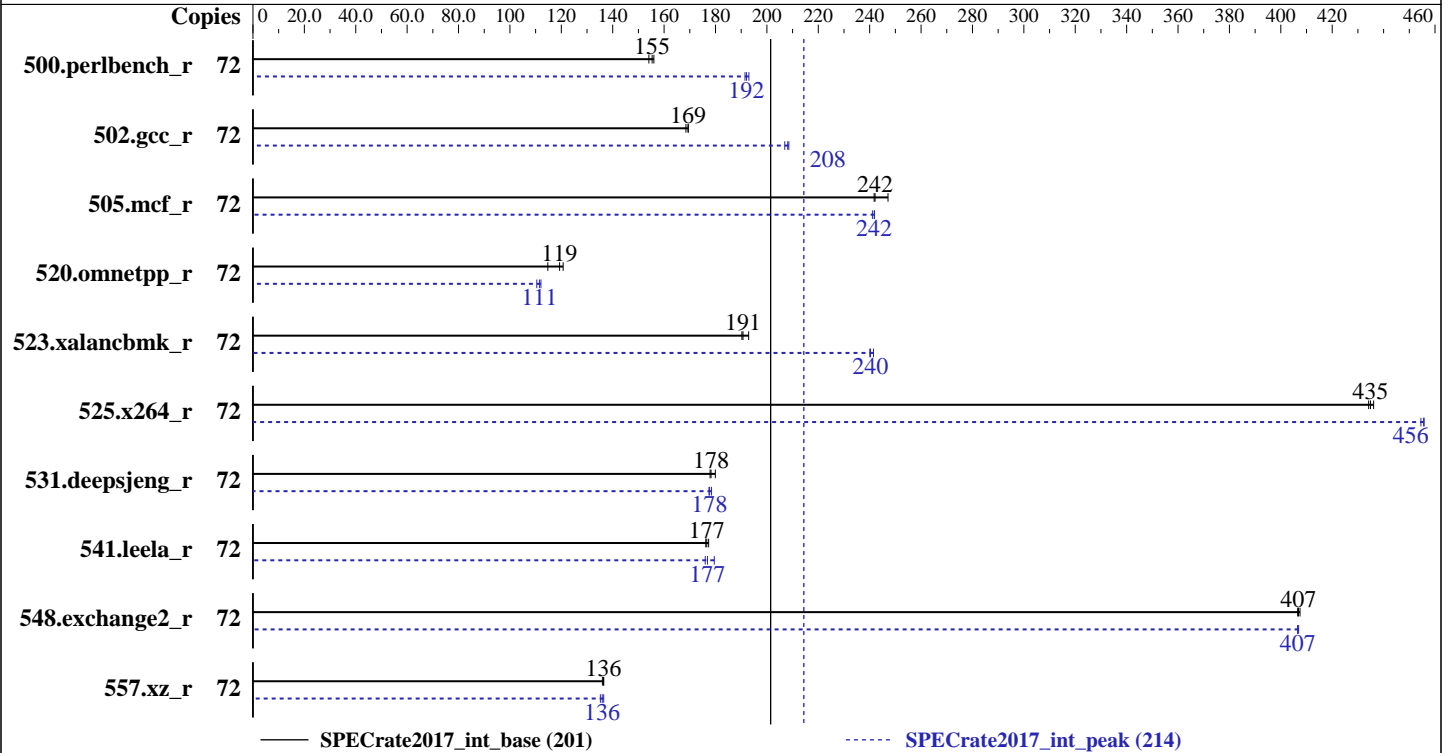 Copies 0 20.0 40.0 60.0 80.0 100 120 140 160 180 200 220 240 260 280 300 320 340 360 380 400 420 460
155
500.perlbench_r 72
192
169
502.gcc_r 72
208
242
505.mcf_r 72
242
119
520.omnetpp_r 72
111
191
523.xalancbmk_r 72
240
435
525.x264_r 72
456
178
531.deepsjeng_r 72
178
177
541.leela_r 72
177
407
548.exchange2_r 72
407
136
557.xz_r 72
136
SPECrate2017_int_base (201) SPECrate2017_int_peak (214)